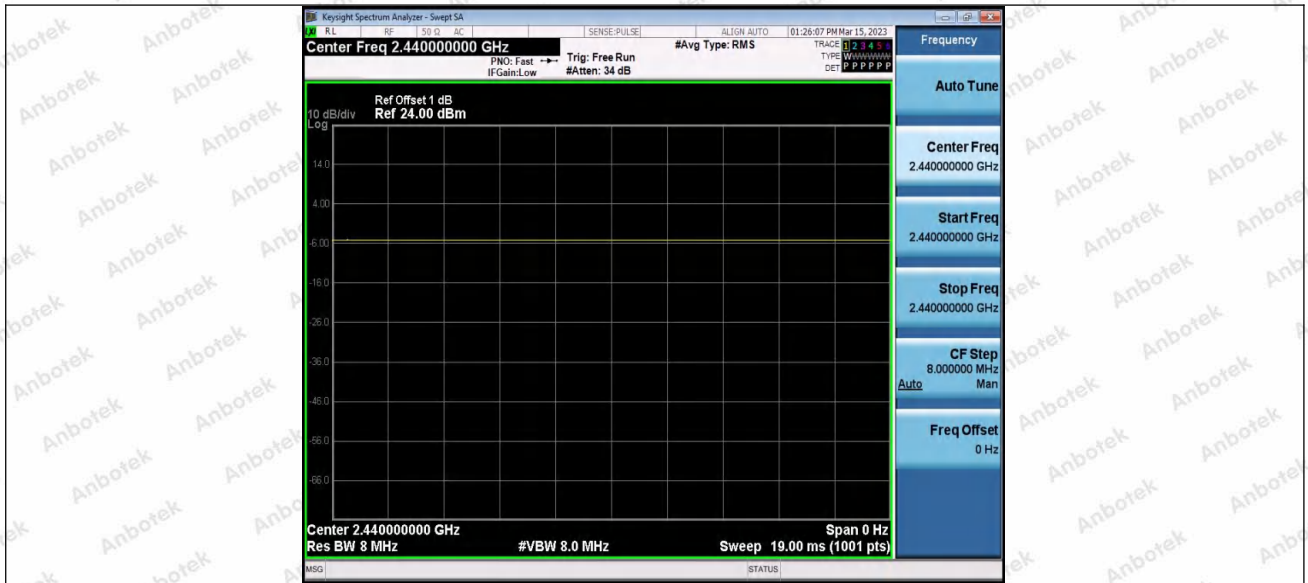 Keysight Spectrum Analyzer - Swept SA
RL RF 50 Ω AC SENSE:PULSE ALIGN AUTO 01:26:07 PM Mar 15, 2023
Center Freq 2.440000000 GHz
#Avg Type: RMS
TRACE 1 2 3 4 5 6
PNO: Fast
Trig: Free Run
TYPE W
IFGain:Low
#Atten: 34 dB
DET P P P P P P
Ref Offset 1 dB
10 dB/div Ref 24.00 dBm
Log
14.0
4.00
-6.00
-16.0
-26.0
-36.0
-46.0
-56.0
-66.0
Center 2.440000000 GHz Span 0 Hz
Res BW 8 MHz #VBW 8.0 MHz Sweep 19.00 ms (1001 pts)
MSG STATUS
Frequency
Auto Tune
Center Freq
2.440000000 GHz
Start Freq
2.440000000 GHz
Stop Freq
2.440000000 GHz
CF Step
8.000000 MHz
Auto Man
Freq Offset
0 Hz
Anbotek